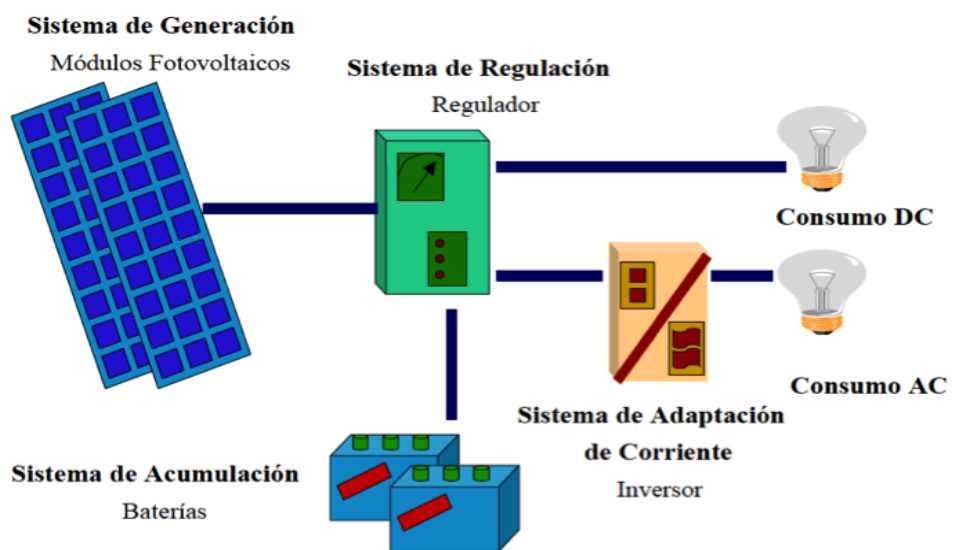 Sistema de Generación
Módulos Fotovoltaicos
Sistema de Regulación
Regulador
Consumo DC
Consumo AC
Sistema de Adaptación
de Corriente
Inversor
Sistema de Acumulación
Baterías